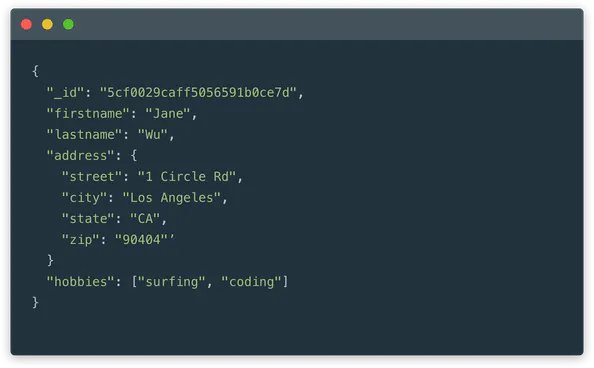 {
  "_id": "5cf0029caff5056591b0ce7d",
  "firstname": "Jane",
  "lastname": "Wu",
  "address": {
    "street": "1 Circle Rd",
    "city": "Los Angeles",
    "state": "CA",
    "zip": "90404"’
  }
  "hobbies": ["surfing", "coding"]
}